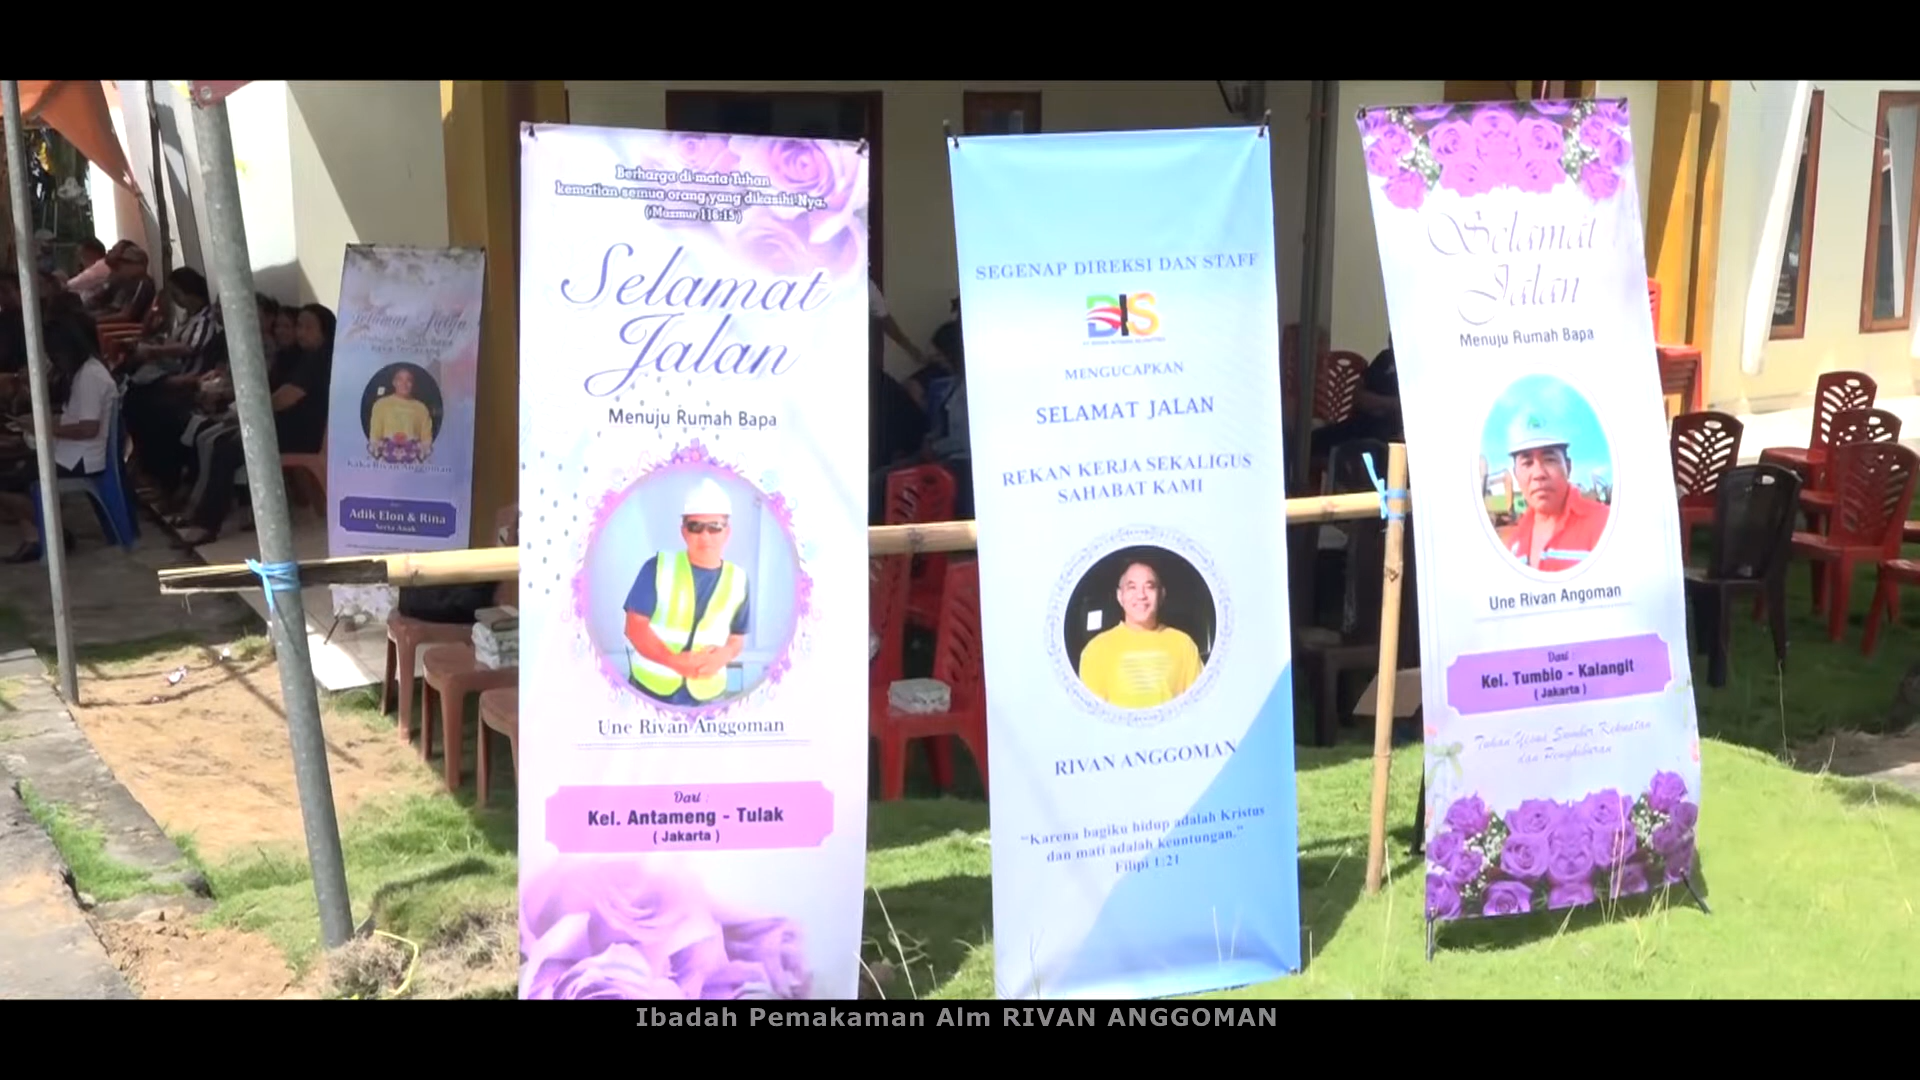 Berharga di mata Tuhan
kematian semua orang yang dikasihi-Nya.
(Mazmur 116:15)
Selamat
Jalan
Menuju Rumah Bapa
Une Rivan Anggoman
Dari :
Kel. Antameng - Tulak
( Jakarta )
SEGENAP DIREKSI DAN STAFF
BIS
MENGUCAPKAN
SELAMAT JALAN
REKAN KERJA SEKALIGUS
SAHABAT KAMI
RIVAN ANGGOMAN
“Karena bagiku hidup adalah Kristus
dan mati adalah keuntungan.”
Filipi 1:21
Selamat
Jalan
Menuju Rumah Bapa
Une Rivan Angoman
Dari :
Kel. Tumbio - Kalangit
( Jakarta )
Tuhan Yesus Sumber Kekuatan
dan Penghiburan
Selamat Jalan
Kaka Rivan Anggoman
Adik Elon & Rina
Serta Anak
Ibadah Pemakaman Alm RIVAN ANGGOMAN